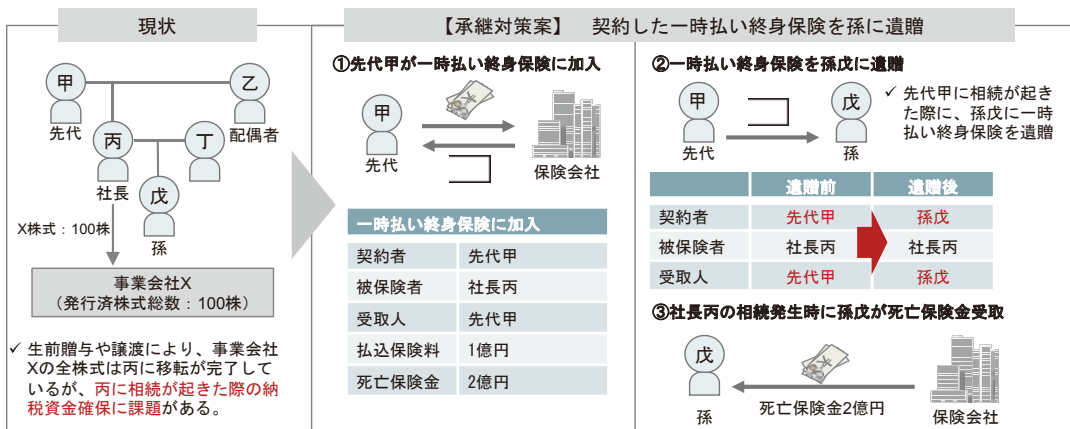 現状
甲
先代
乙
配偶者
丙
社長
丁
戊
孫
X株式：100株
事業会社X
（発行済株式総数：100株）
✓ 生前贈与や譲渡により、事業会社
Xの全株式は丙に移転が完了して
いるが、丙に相続が起きた際の納
税資金確保に課題がある。
【承継対策案】　契約した一時払い終身保険を孫に遺贈
①先代甲が一時払い終身保険に加入
甲
先代
保険会社
一時払い終身保険に加入
契約者 先代甲
被保険者 社長丙
受取人 先代甲
払込保険料 1億円
死亡保険金 2億円
②一時払い終身保険を孫戊に遺贈
甲
先代
戊
孫
✓ 先代甲に相続が起き
た際に、孫戊に一時
払い終身保険を遺贈
遺贈前 遺贈後
契約者 先代甲 孫戊
被保険者 社長丙 社長丙
受取人 先代甲 孫戊
③社長丙の相続発生時に孫戊が死亡保険金受取
戊
孫
死亡保険金2億円
保険会社